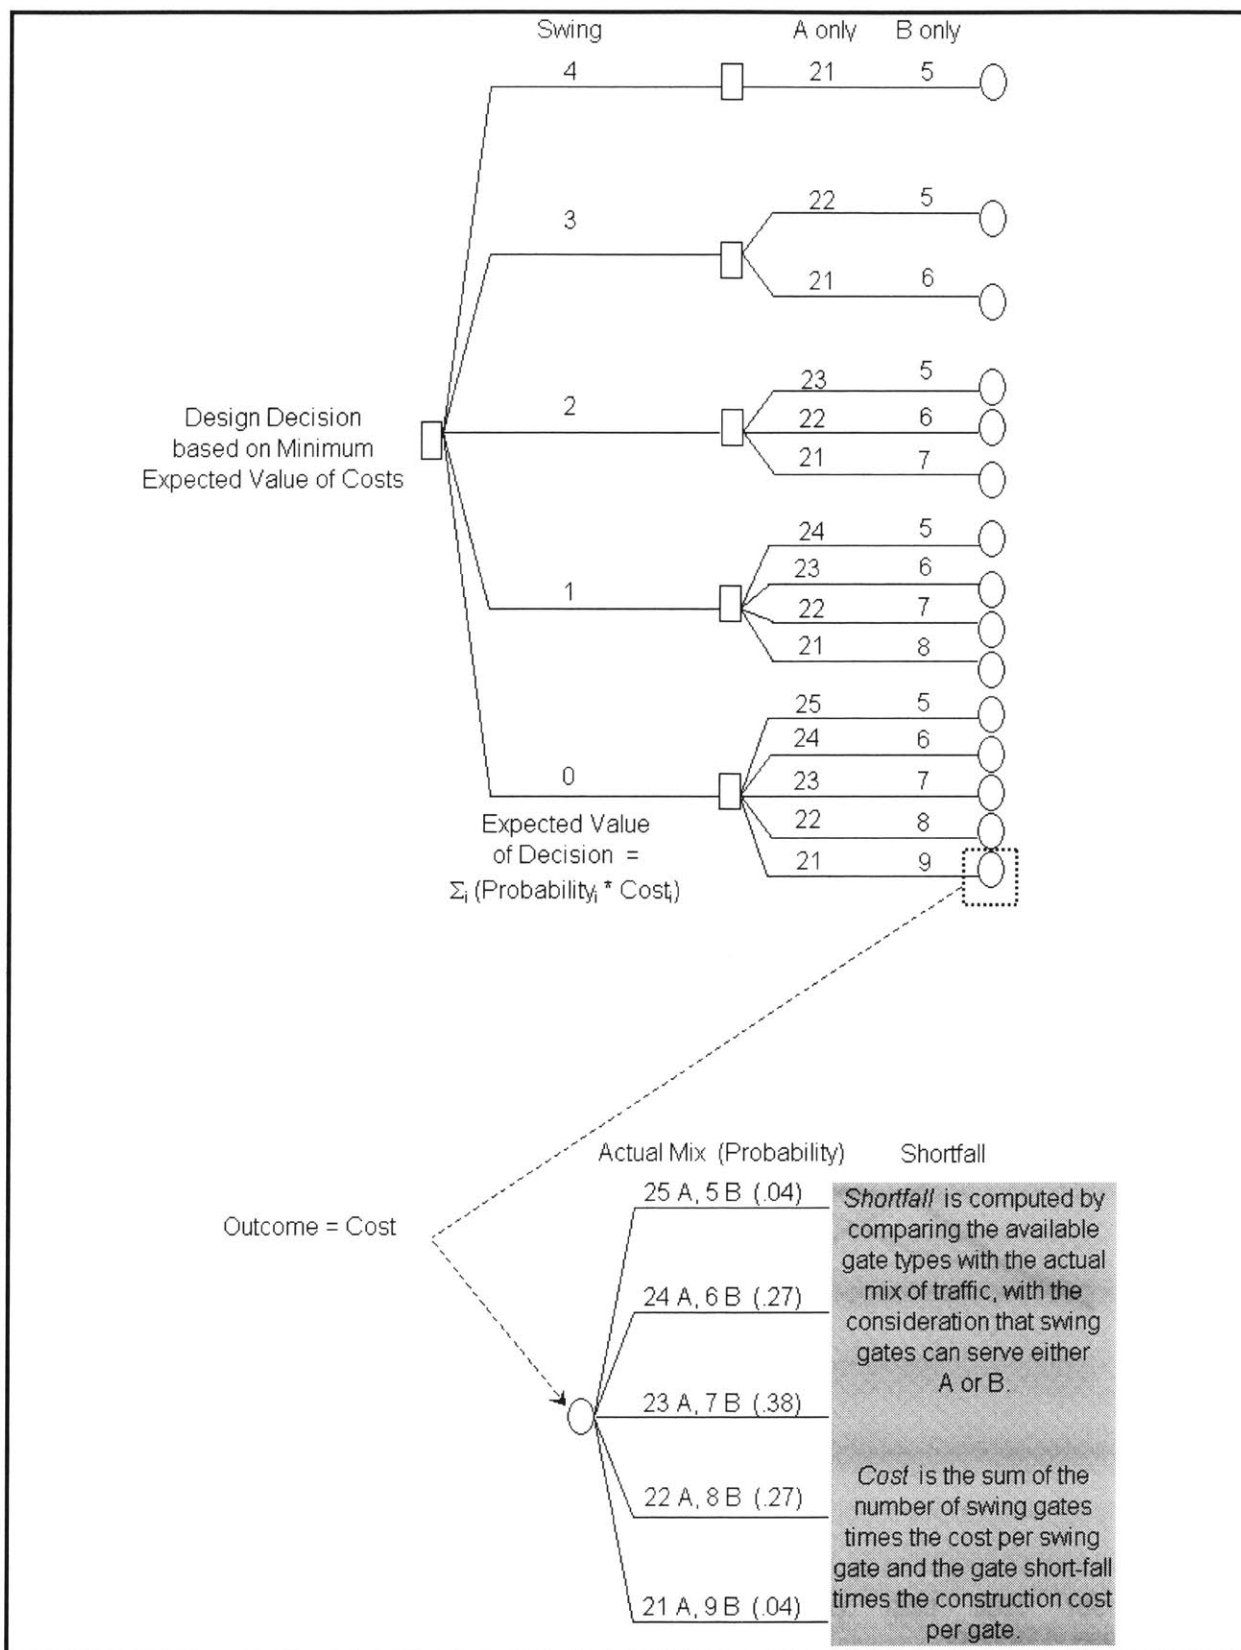 Swing A only B only
4 21 5
22 5
3
21 6
23 5
2 22 6
21 7
Design Decision
based on Minimum
Expected Value of Costs
24 5
23 6
1 22 7
21 8
25 5
24 6
0 23 7
22 8
21 9
Expected Value
of Decision =
Σi (Probabilityi * Costi)
Actual Mix (Probability) Shortfall
25 A, 5 B (.04)
24 A, 6 B (.27)
23 A, 7 B (.38)
22 A, 8 B (.27)
21 A, 9 B (.04)
Outcome = Cost
Shortfall is computed by
comparing the available
gate types with the actual
mix of traffic, with the
consideration that swing
gates can serve either
A or B.
Cost is the sum of the
number of swing gates
times the cost per swing
gate and the gate short-fall
times the construction cost
per gate.